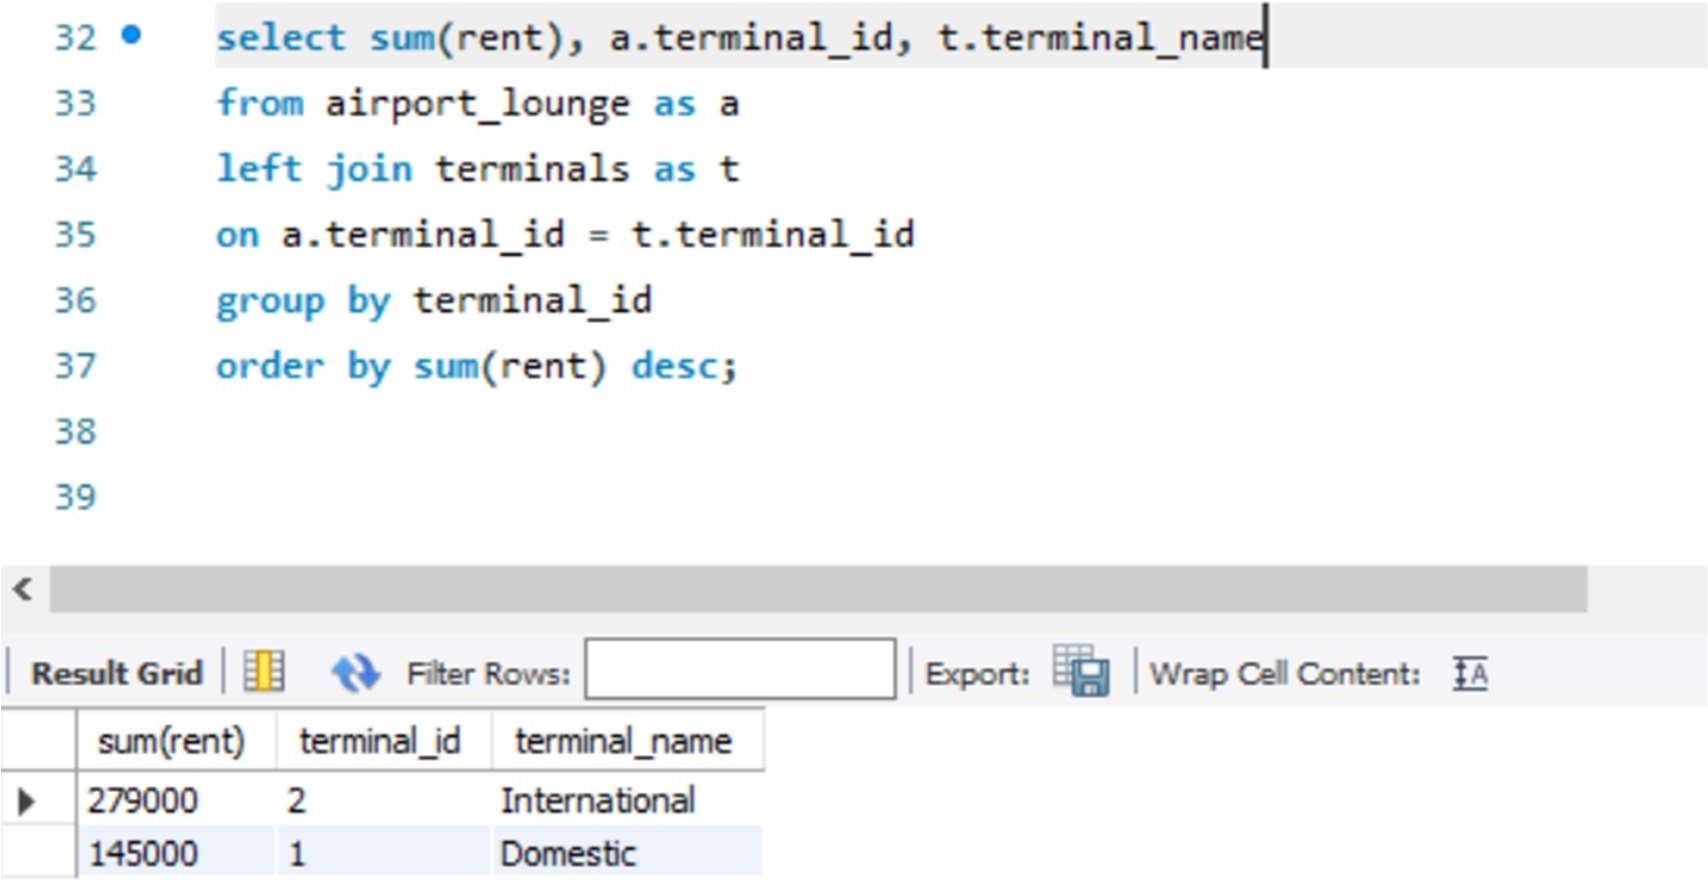 32 select sum(rent), a.terminal_id, t.terminal_name
33 from airport_lounge as a
34 left join terminals as t
35 on a.terminal_id = t.terminal_id
36 group by terminal_id
37 order by sum(rent) desc;
38
39
Result Grid Filter Rows: Export: Wrap Cell Content: IA
sum(rent) terminal_id terminal_name
279000 2 International
145000 1 Domestic